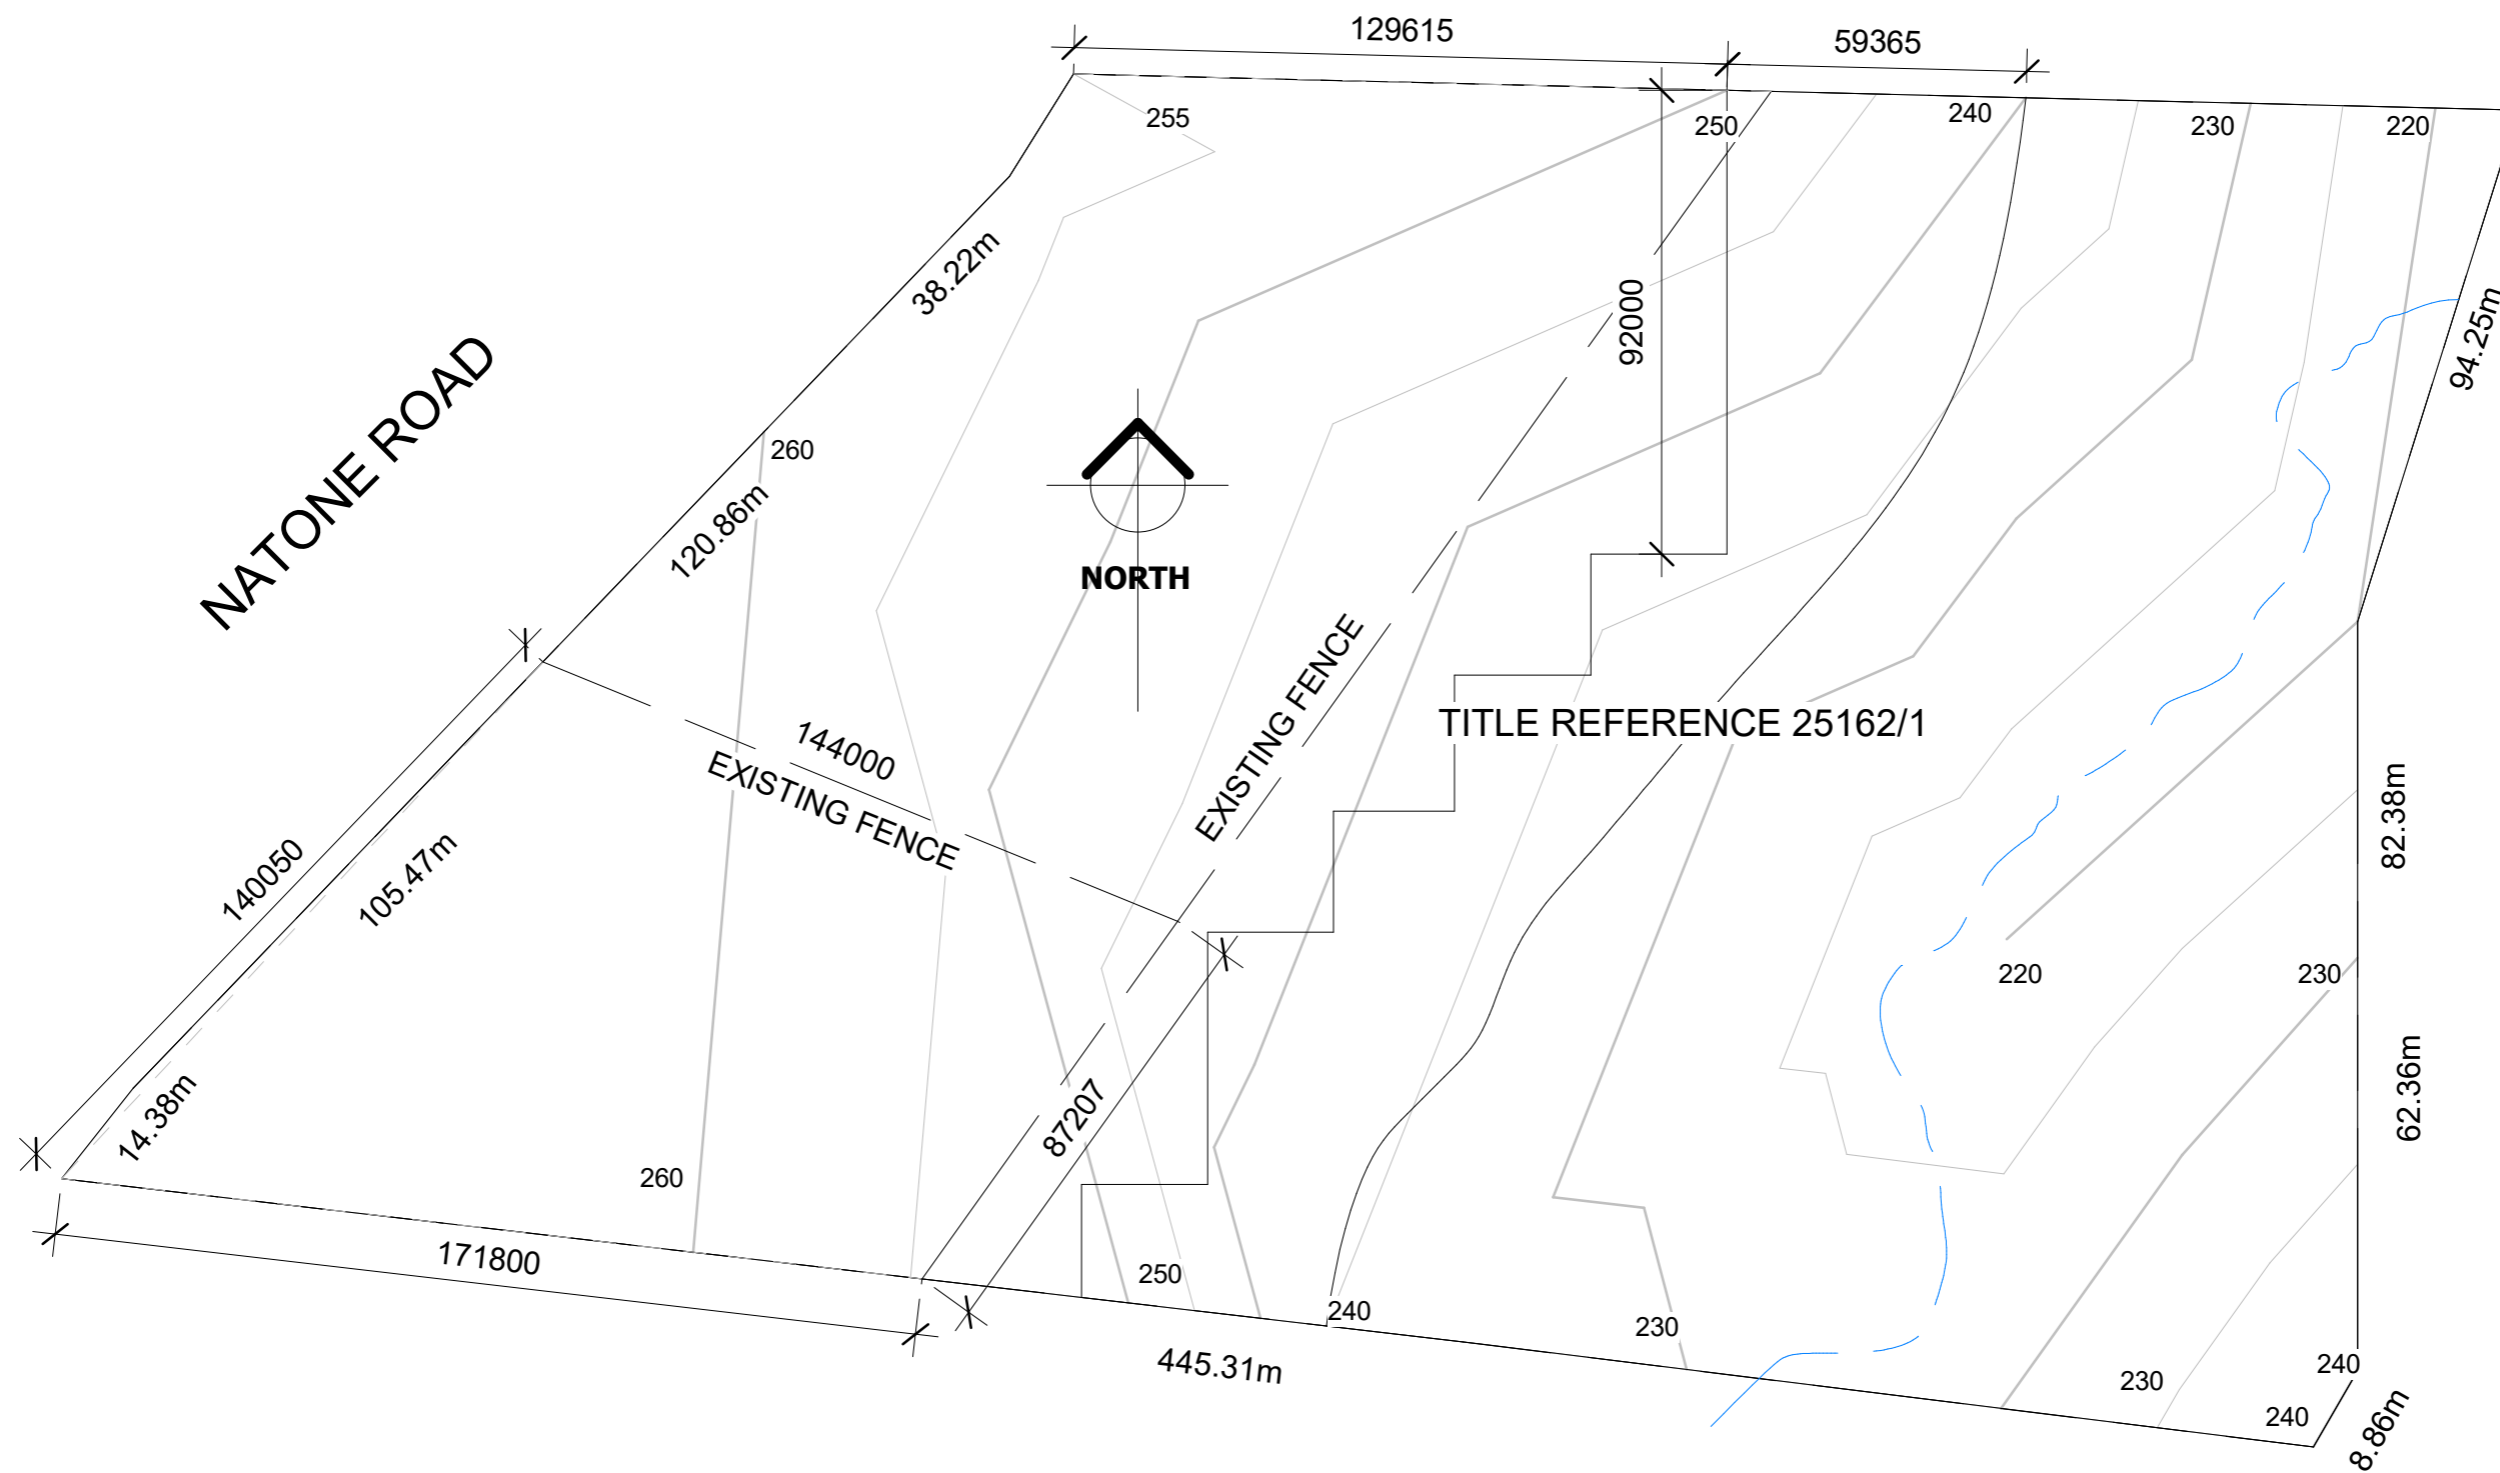 129615
59365
255
250
240
230
220
38.22m
92000
94.25m
NATONE ROAD
260
120.86m
NORTH
EXISTING FENCE
TITLE REFERENCE 25162/1
144000
EXISTING FENCE
82.38m
140050
105.47m
220
230
62.36m
87207
14.38m
260
171800
250
240
230
445.31m
230
240
240
8.86m